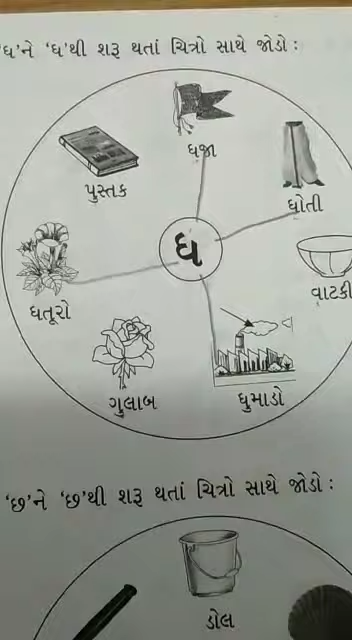 'ધ'ને 'ધ'થી શરૂ થતાં ચિત્રો સાથે જોડો :
ધજા
પુસ્તક
ધોતી
ધ
વાટકી
ધતૂરો
ગુલાબ
ધુમાડો
'છ'ને 'છ'થી શરૂ થતાં ચિત્રો સાથે જોડો :
ડોલ